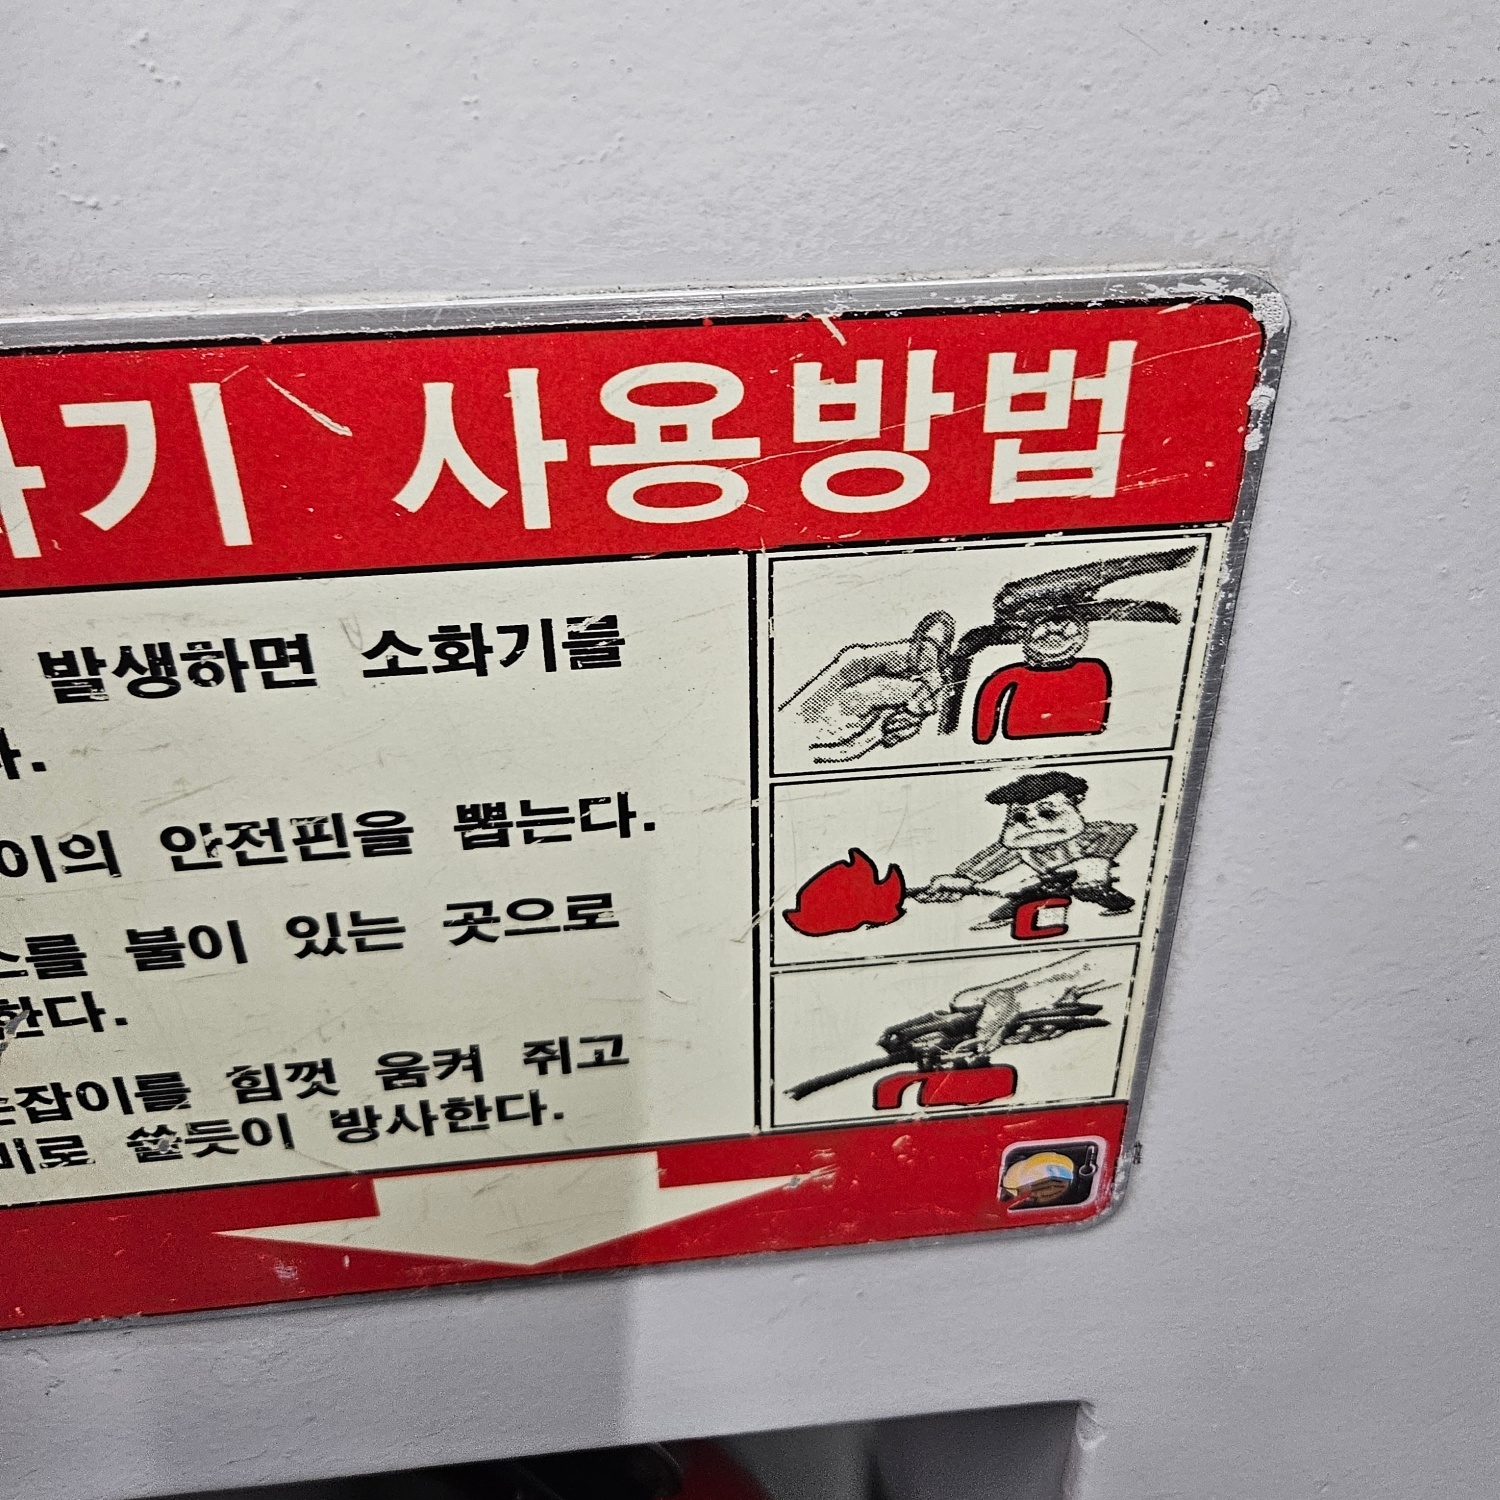 기 사용방법
발생하면 소화기를
다.
이의 안전핀을 뽑는다.
를 불이 있는 곳으로
한다.
손잡이를 힘껏 움켜 쥐고
비로 쓸듯이 방사한다.